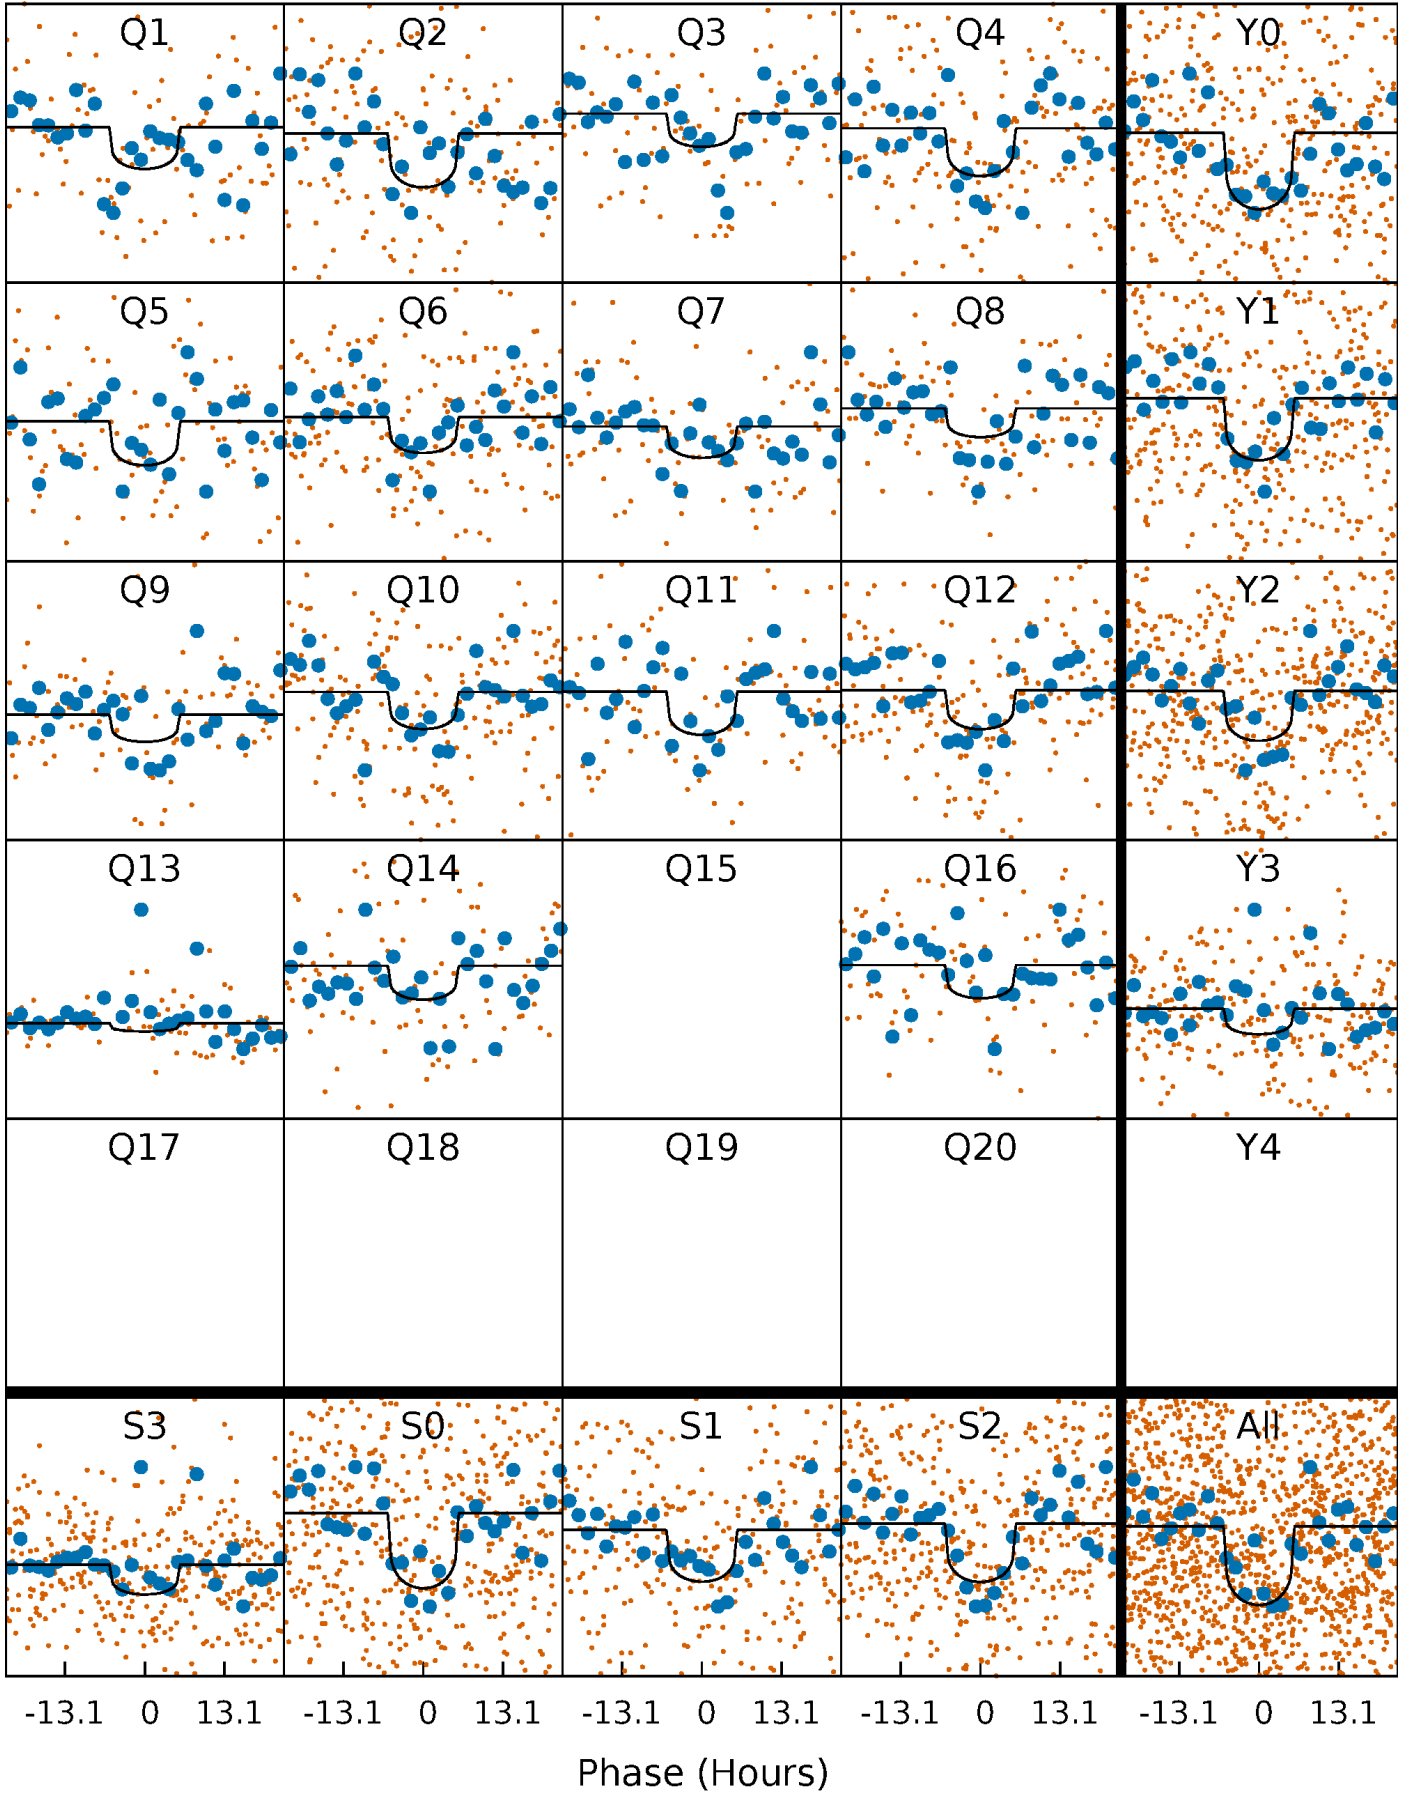 Q1 Q2 Q3 Q4 Y0
Q5 Q6 Q7 Q8 Y1
Q9 Q10 Q11 Q12 Y2
Q13 Q14 Q15 Q16 Y3
Q17 Q18 Q19 Q20 Y4
S3 S0 S1 S2 All
-13.1 0 13.1 -13.1 0 13.1 -13.1 0 13.1 -13.1 0 13.1 -13.1 0 13.1
Phase (Hours)